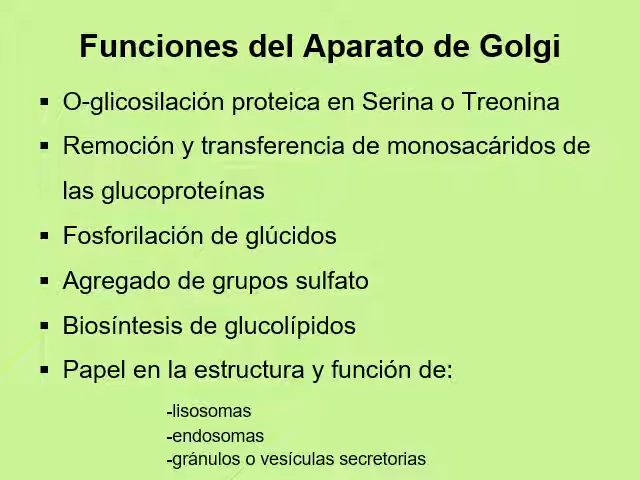 Funciones del Aparato de Golgi
▪ O-glicosilación proteica en Serina o Treonina
▪ Remoción y transferencia de monosacáridos de
las glucoproteínas
▪ Fosforilación de glúcidos
▪ Agregado de grupos sulfato
▪ Biosíntesis de glucolípidos
▪ Papel en la estructura y función de:
-lisosomas
-endosomas
-gránulos o vesículas secretorias